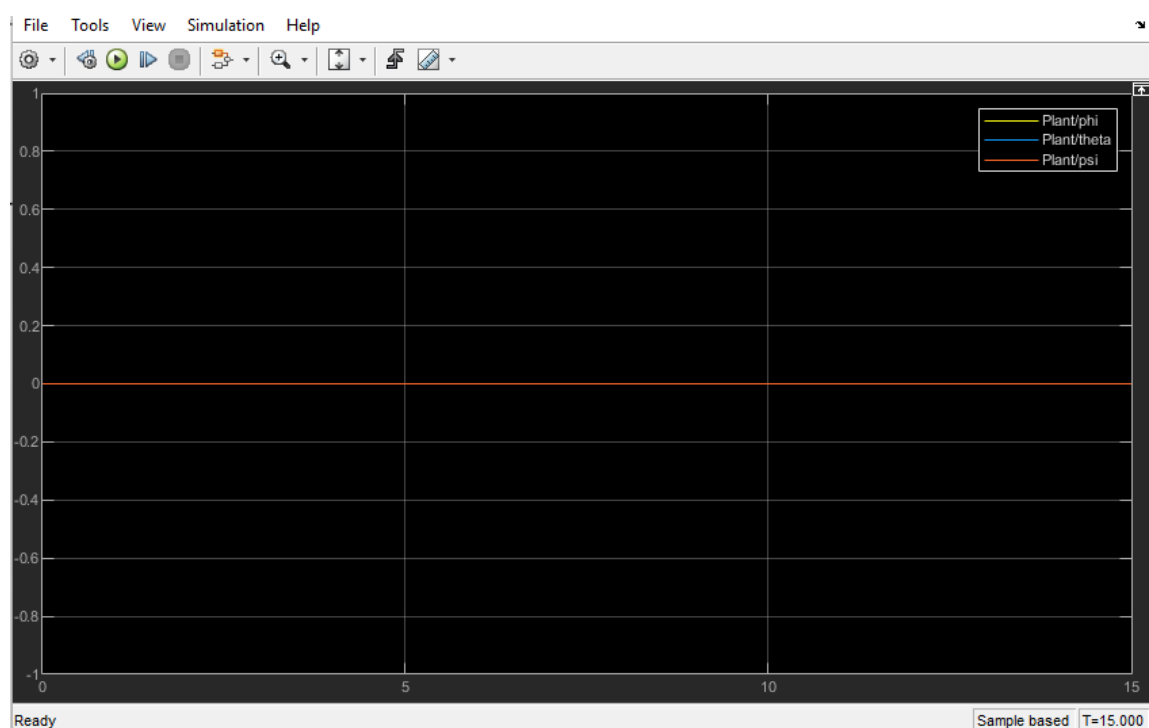 File Tools View Simulation Help
1
Plant/phi
Plant/theta
0.8
Plant/psi
0.6
0.4
0.2
0
-0.2
-0.4
-0.6
-0.8
-1
0 5 10 15
Ready Sample based T=15.000